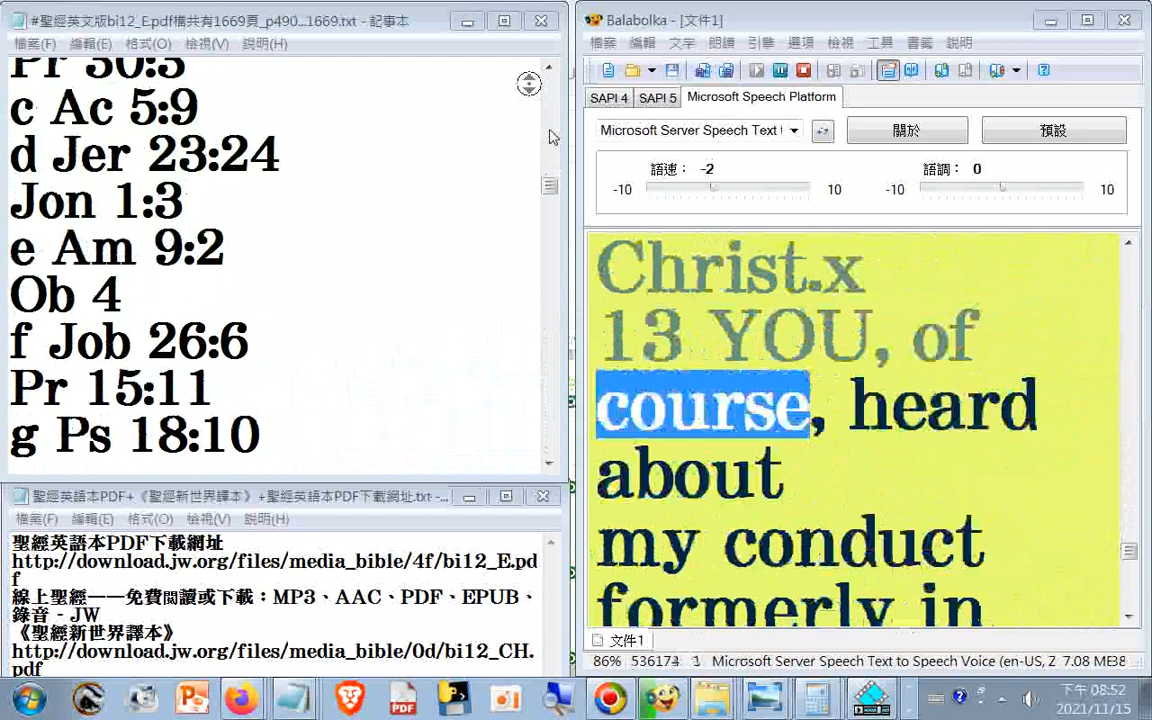 #聖經英文版bi12_E.pdf檔共有1669頁_p490...1669.txt - 記事本
檔案(F) 編輯(E) 格式(O) 檢視(V) 說明(H)
Pr 30:5
c Ac 5:9
d Jer 23:24
Jon 1:3
e Am 9:2
Ob 4
f Job 26:6
Pr 15:11
g Ps 18:10
聖經英語本PDF+《聖經新世界譯本》+聖經英語本PDF下載網址.txt -...
檔案(F) 編輯(E) 格式(O) 檢視(V) 說明(H)
聖經英語本PDF下載網址
http://download.jw.org/files/media_bible/4f/bi12_E.pd
f
線上聖經——免費閱讀或下載：MP3、AAC、PDF、EPUB、
錄音 - JW
《聖經新世界譯本》
http://download.jw.org/files/media_bible/0d/bi12_CH.
pdf
Balabolka - [文件1]
檔案 編輯 文字 朗讀 引擎 選項 檢視 工具 書籤 說明
SAPI 4 SAPI 5 Microsoft Speech Platform
Microsoft Server Speech Text 關於 預設
語速： -2 語調： 0
-10 10 -10 10
Christ.x
13 YOU, of
course, heard
about
my conduct
formerly in
文件1
86% 536174 Microsoft Server Speech Text to Speech Voice (en-US, Z 7.08 MB
下午 08:52
2021/11/15